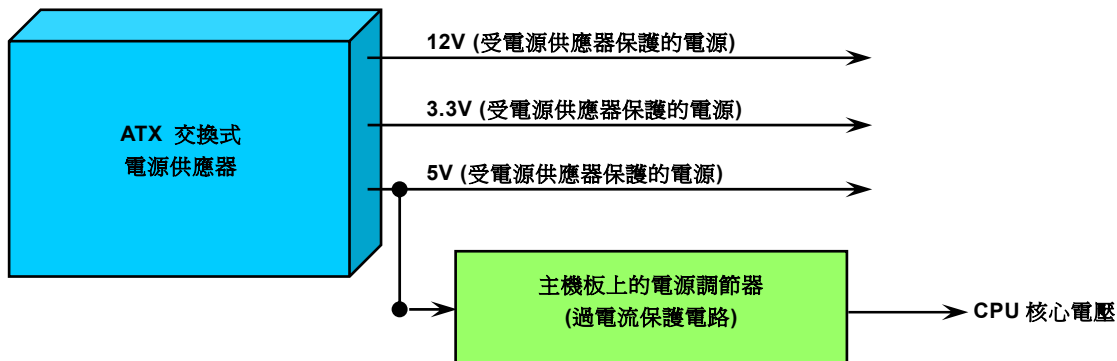 12V (受電源供應器保護的電源)
3.3V (受電源供應器保護的電源)
ATX 交換式
電源供應器
5V (受電源供應器保護的電源)
主機板上的電源調節器
(過電流保護電路)
CPU 核心電壓